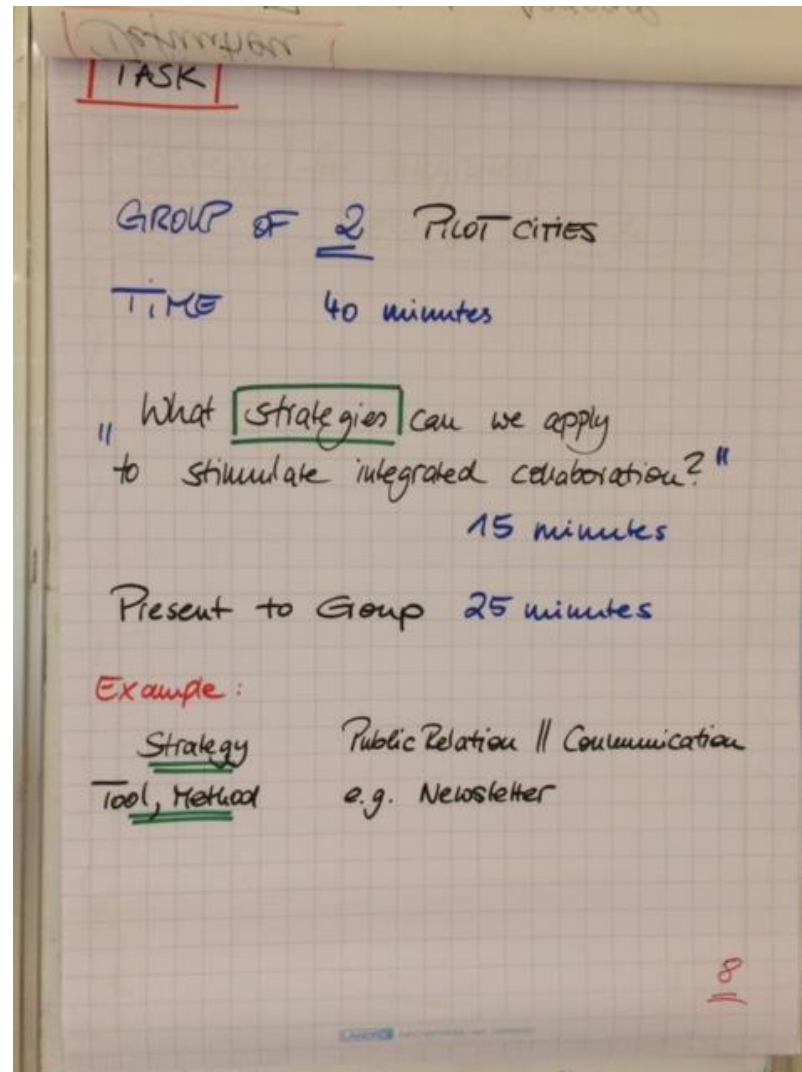 Definition
TASK
GROUP OF 2 PILOT CITIES
TIME 40 minutes
" What strategies can we apply
to stimulate integrated collaboration? "
15 minutes
Present to Group 25 minutes
Example:
Strategy Public Relation || Communication
Tool, Method e.g. Newsletter
8